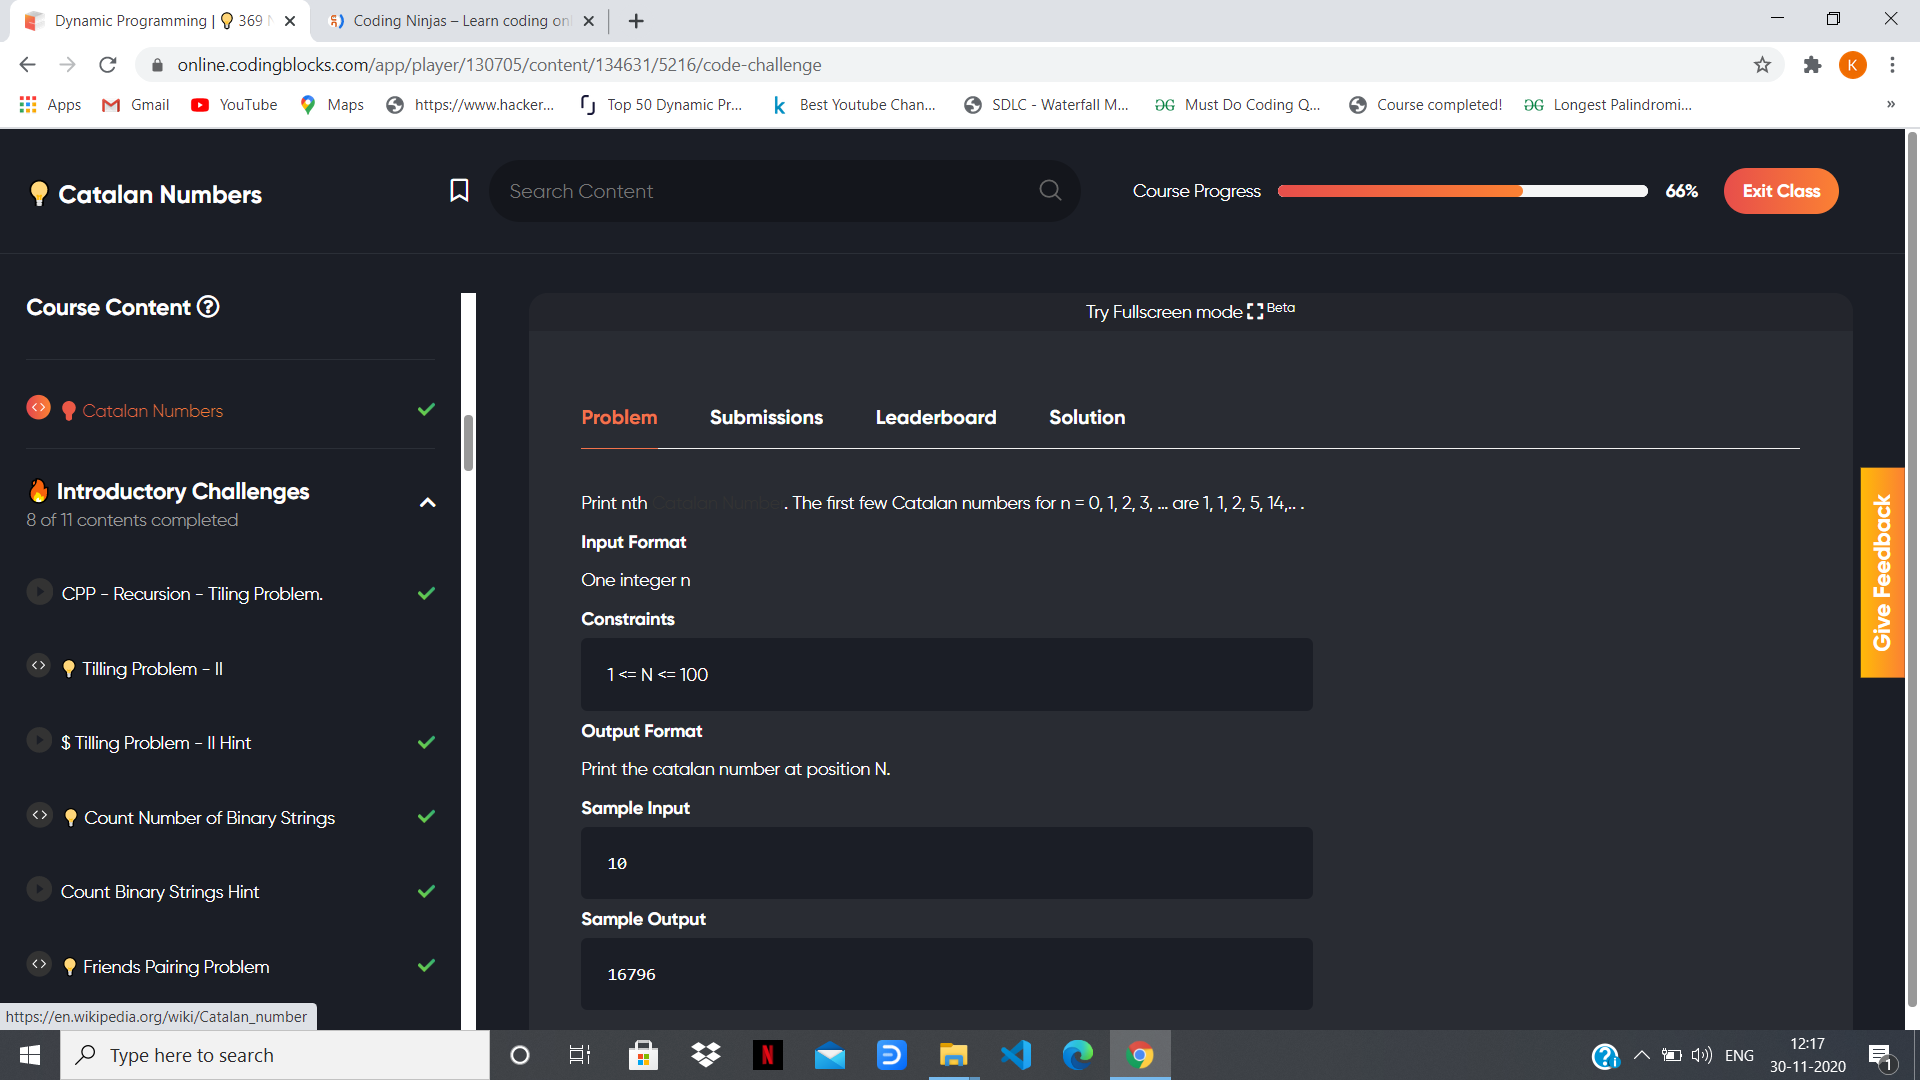 Dynamic Programming | 369 N
Coding Ninjas – Learn coding onl
online.codingblocks.com/app/player/130705/content/134631/5216/code-challenge
K
Apps
Gmail
YouTube
Maps
https://www.hacker...
Top 50 Dynamic Pr...
Best Youtube Chan...
SDLC - Waterfall M...
Must Do Coding Q...
Course completed!
Longest Palindromi...
»
Catalan Numbers
Search Content
Course Progress
66%
Exit Class
Course Content
Catalan Numbers
Introductory Challenges
8 of 11 contents completed
CPP - Recursion - Tiling Problem.
Tilling Problem - II
$ Tilling Problem - II Hint
Count Number of Binary Strings
Count Binary Strings Hint
Friends Pairing Problem
https://en.wikipedia.org/wiki/Catalan_number
Try Fullscreen mode Beta
Problem
Submissions
Leaderboard
Solution
Print nth Catalan Number. The first few Catalan numbers for n = 0, 1, 2, 3, … are 1, 1, 2, 5, 14,.. .
Input Format
One integer n
Constraints
1 <= N <= 100
Output Format
Print the catalan number at position N.
Sample Input
10
Sample Output
16796
Give Feedback
Type here to search
ENG
12:17
30-11-2020
1